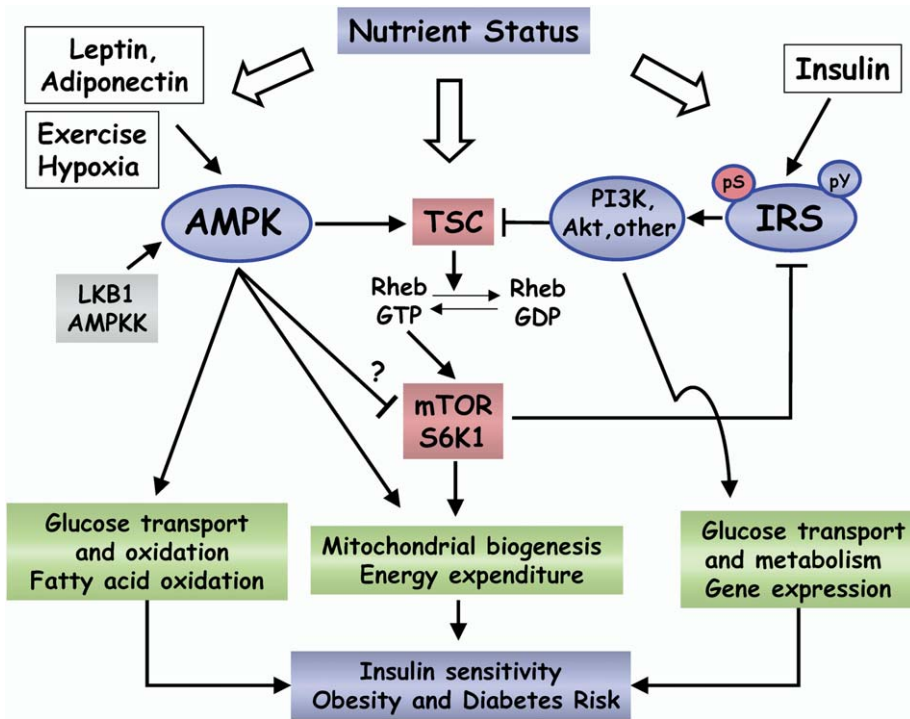 Nutrient Status
Leptin,
Adiponectin
Exercise
Hypoxia
Insulin
pS
pY
IRS
PI3K,
Akt,other
TSC
AMPK
LKB1
AMPKK
Rheb
GTP
Rheb
GDP
?
mTOR
S6K1
Glucose transport
and oxidation
Fatty acid oxidation
Mitochondrial biogenesis
Energy expenditure
Glucose transport
and metabolism
Gene expression
Insulin sensitivity
Obesity and Diabetes Risk